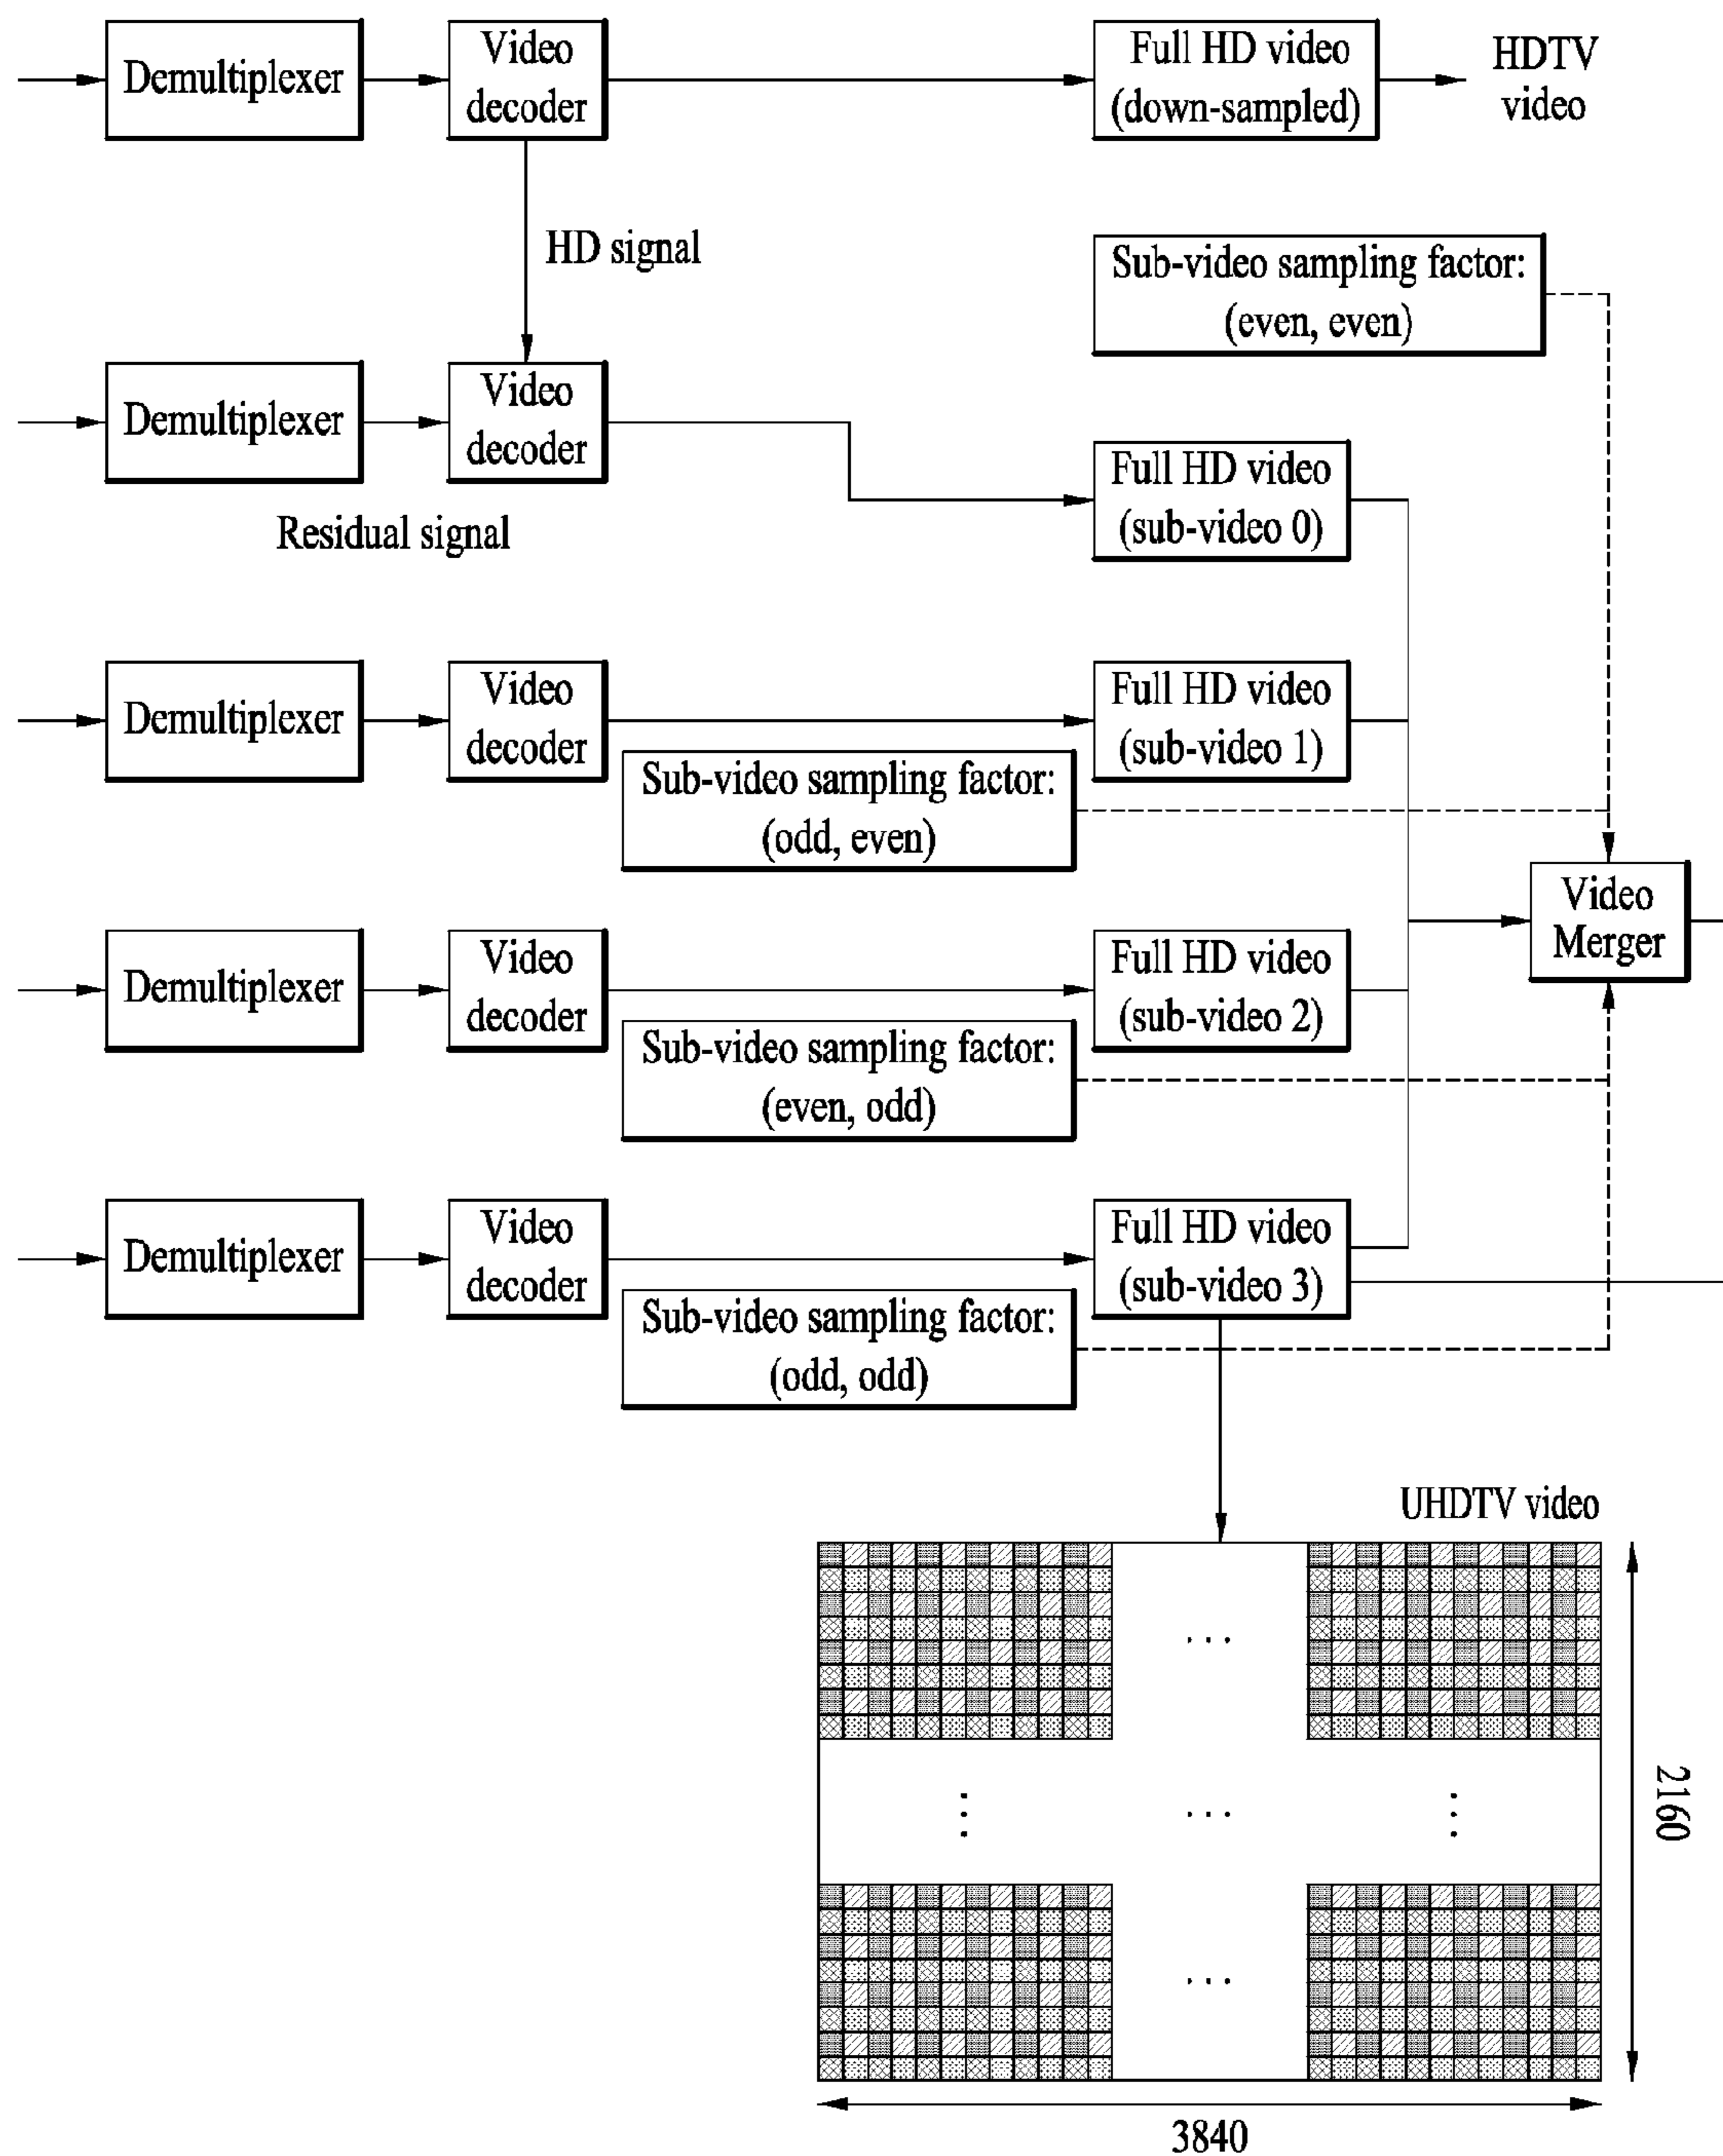 Demultiplexer
Video
decoder
Full HD video
(down-sampled)
HDTV
video
HD signal
Sub-video sampling factor:
(even, even)
Demultiplexer
Video
decoder
Residual signal
Full HD video
(sub-video 0)
Demultiplexer
Video
decoder
Full HD video
(sub-video 1)
Sub-video sampling factor:
(odd, even)
Video
Merger
Demultiplexer
Video
decoder
Full HD video
(sub-video 2)
Sub-video sampling factor:
(even, odd)
Demultiplexer
Video
decoder
Full HD video
(sub-video 3)
Sub-video sampling factor:
(odd, odd)
UHDTV video
...
...
...
2160
3840